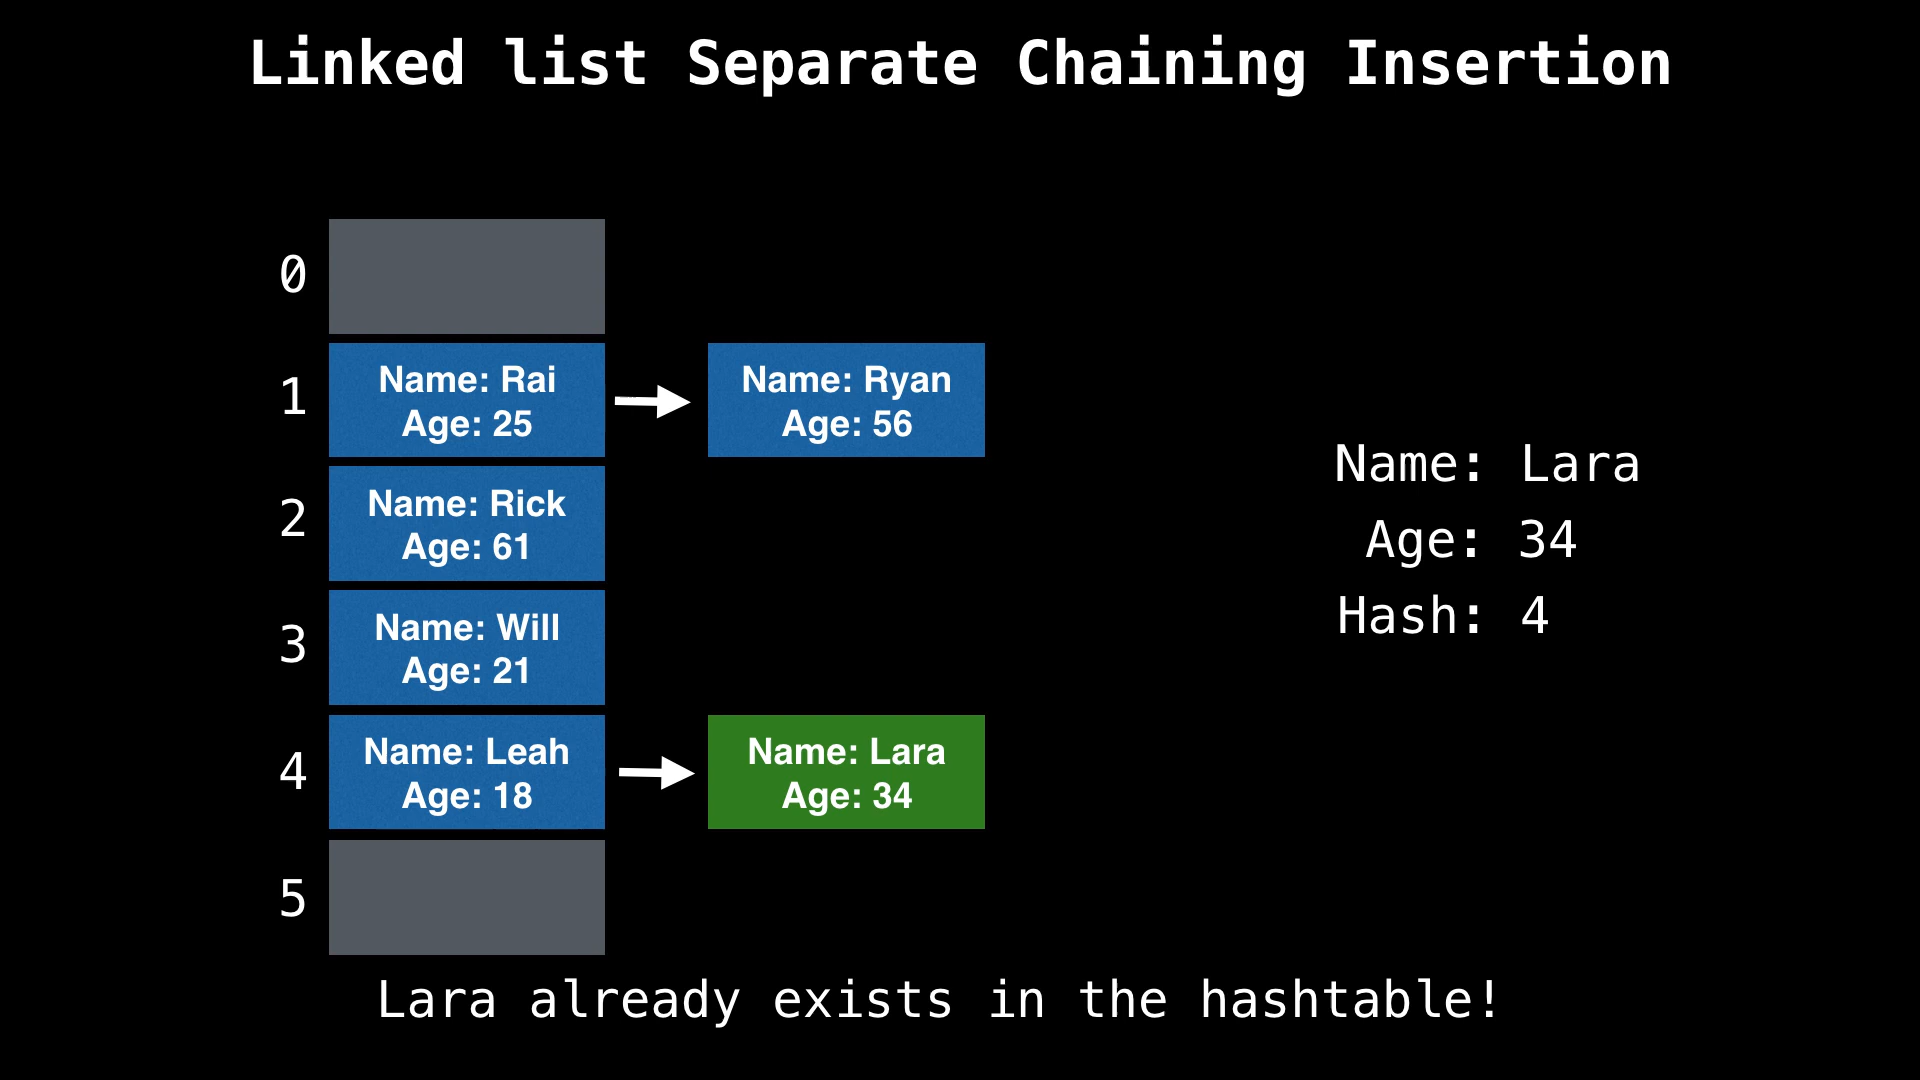 Linked list Separate Chaining Insertion
0
1
Name: Rai
Age: 25
Name: Ryan
Age: 56
2
Name: Rick
Age: 61
3
Name: Will
Age: 21
4
Name: Leah
Age: 18
Name: Lara
Age: 34
5
Name: Lara
Age: 34
Hash: 4
Lara already exists in the hashtable!